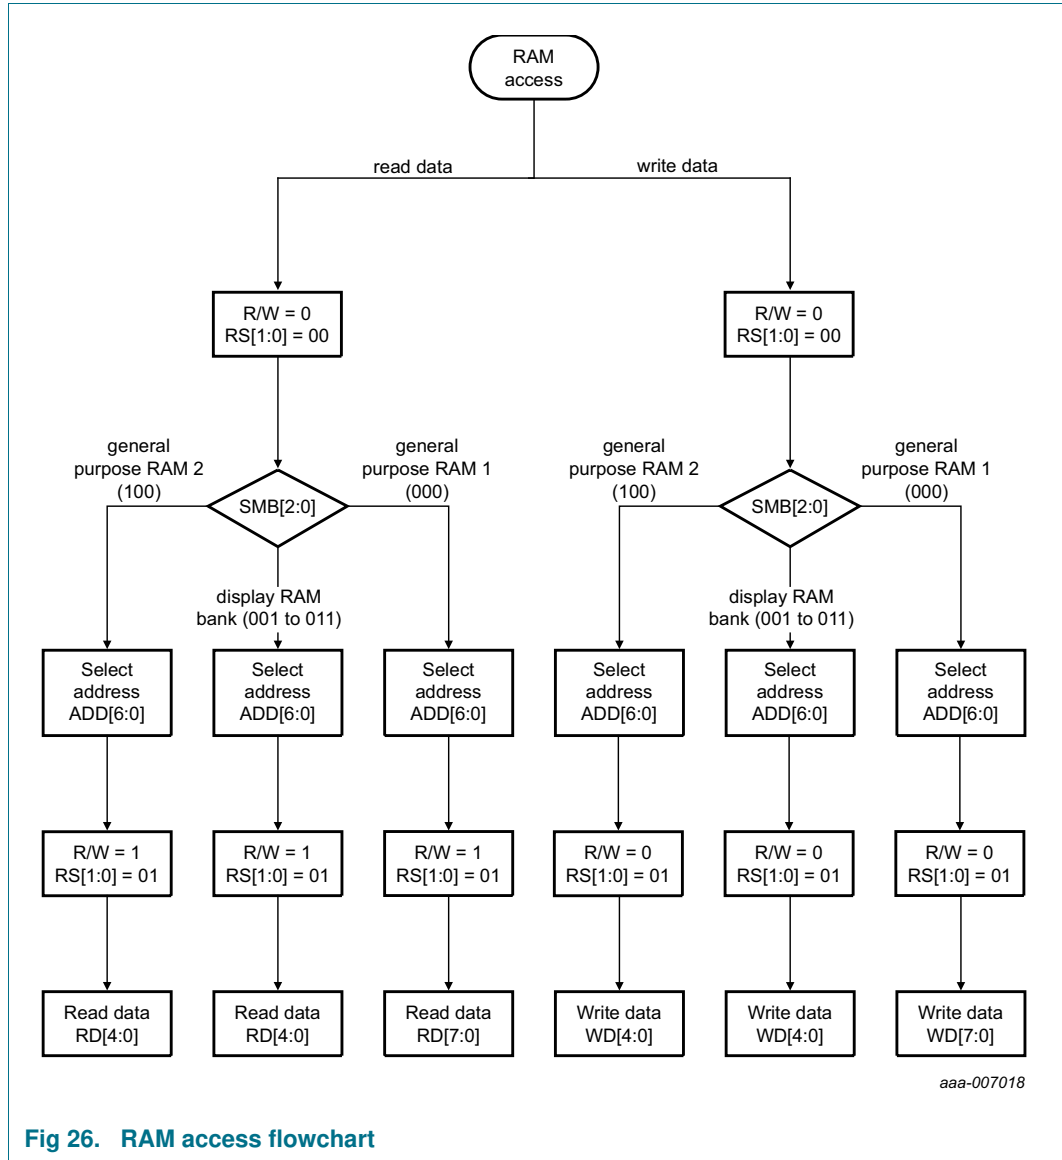 RAM
access
read data
write data
R/W = 0
RS[1:0] = 00
R/W = 0
RS[1:0] = 00
general
purpose RAM 2
(100)
general
purpose RAM 1
(000)
general
purpose RAM 2
(100)
general
purpose RAM 1
(000)
SMB[2:0]
SMB[2:0]
display RAM
bank (001 to 011)
display RAM
bank (001 to 011)
Select
address
ADD[6:0]
Select
address
ADD[6:0]
Select
address
ADD[6:0]
Select
address
ADD[6:0]
Select
address
ADD[6:0]
Select
address
ADD[6:0]
R/W = 1
RS[1:0] = 01
R/W = 1
RS[1:0] = 01
R/W = 1
RS[1:0] = 01
R/W = 0
RS[1:0] = 01
R/W = 0
RS[1:0] = 01
R/W = 0
RS[1:0] = 01
Read data
RD[4:0]
Read data
RD[4:0]
Read data
RD[7:0]
Write data
WD[4:0]
Write data
WD[4:0]
Write data
WD[7:0]
aaa-007018
Fig 26. RAM access flowchart